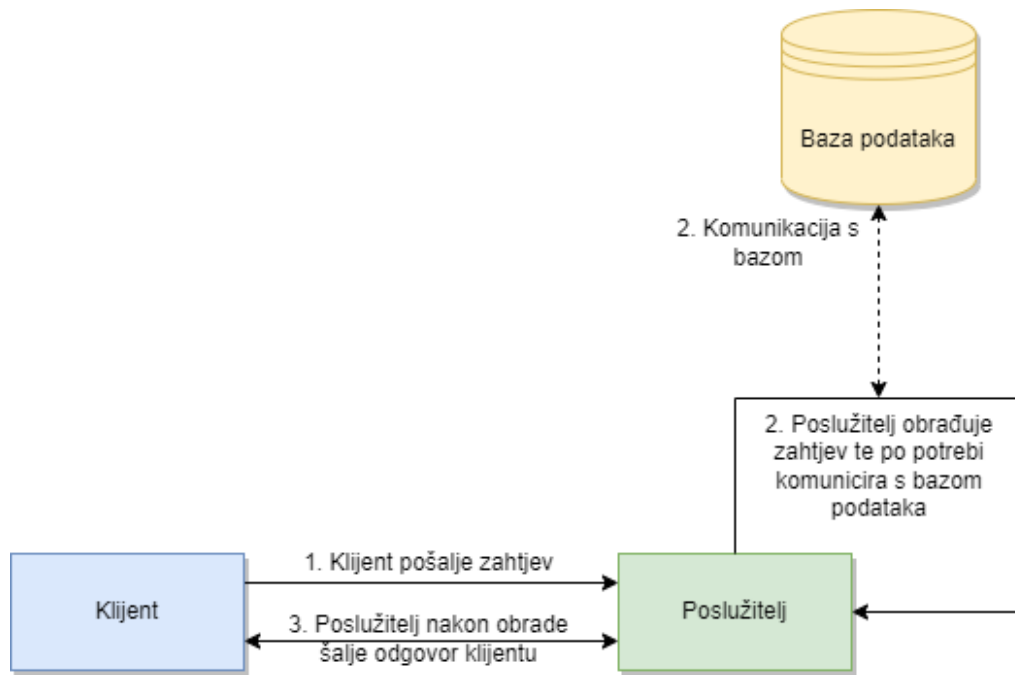 Baza podataka
2. Komunikacija s
bazom
2. Poslužitelj obrađuje
zahtjev te po potrebi
komunicira s bazom
podataka
Klijent
1. Klijent pošalje zahtjev
3. Poslužitelj nakon obrade
šalje odgovor klijentu
Poslužitelj